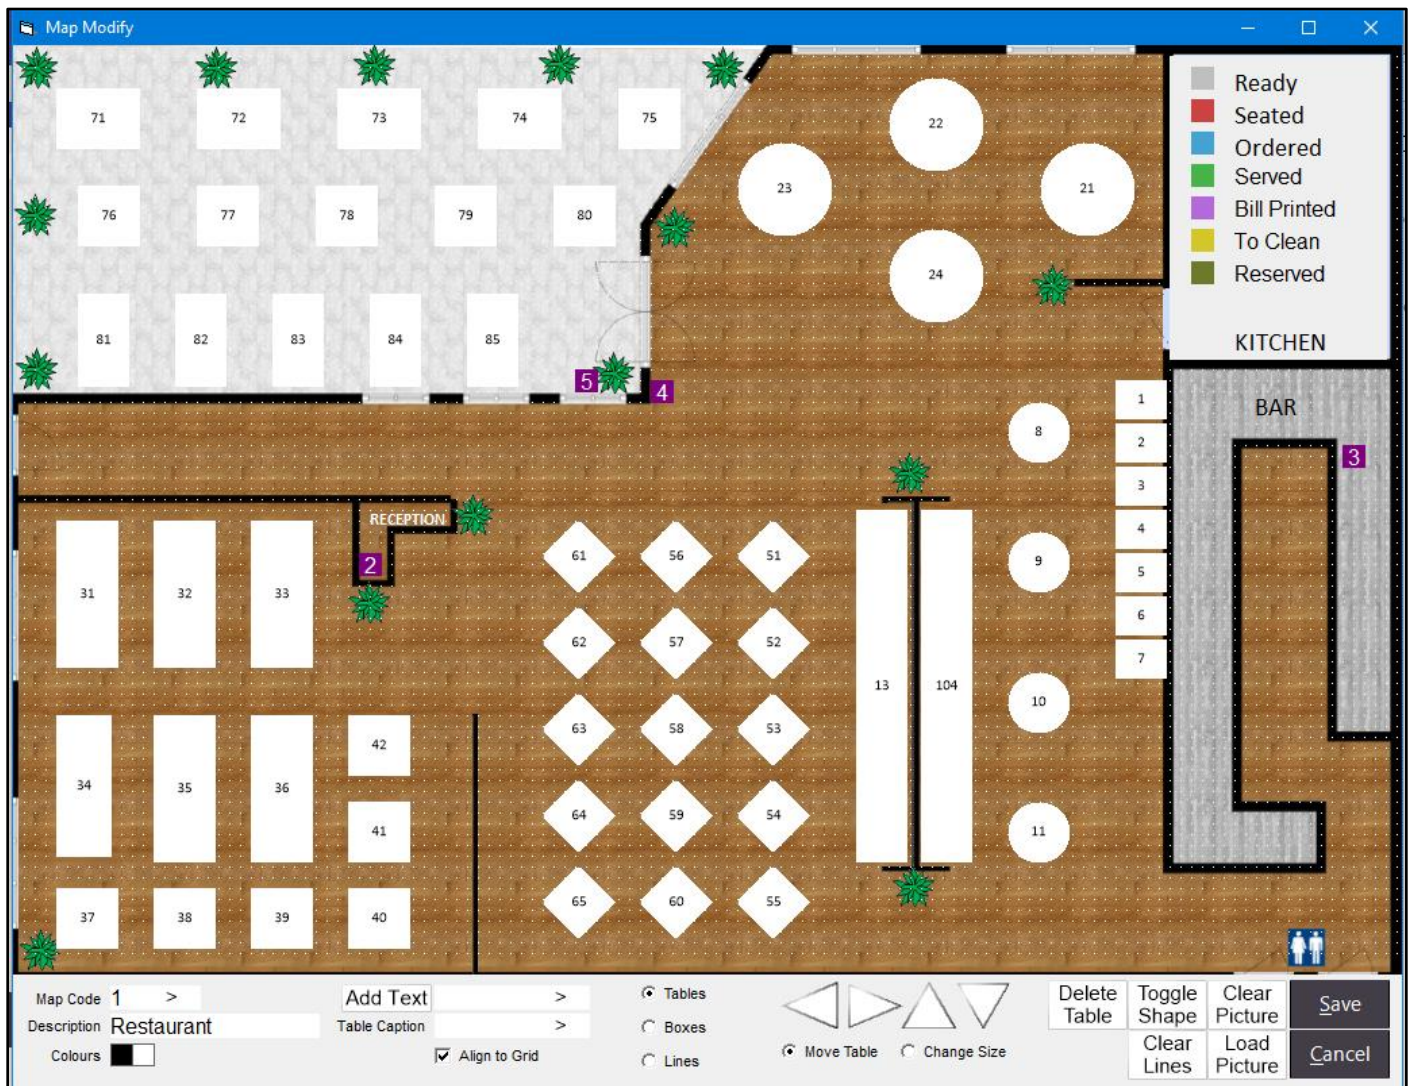 Map Modify
Ready
Seated
Ordered
Served
Bill Printed
To Clean
Reserved
KITCHEN
71 72 73 74 75
22
23 21
76 77 78 79 80
24
81 82 83 84 85
5 4
BAR
3
1
2
3
4
5
6
7
8
9
10
11
RECEPTION
2
31 32 33
61 56 51
62 57 52
13 104
63 58 53
42
34 35 36
64 59 54
41
65 60 55
37 38 39 40
Map Code 1 >
Description Restaurant
Colours
Add Text >
Table Caption >
Align to Grid
Tables
Boxes
Lines
Move Table Change Size
Delete Table
Toggle Shape
Clear Picture
Save
Clear Lines
Load Picture
Cancel